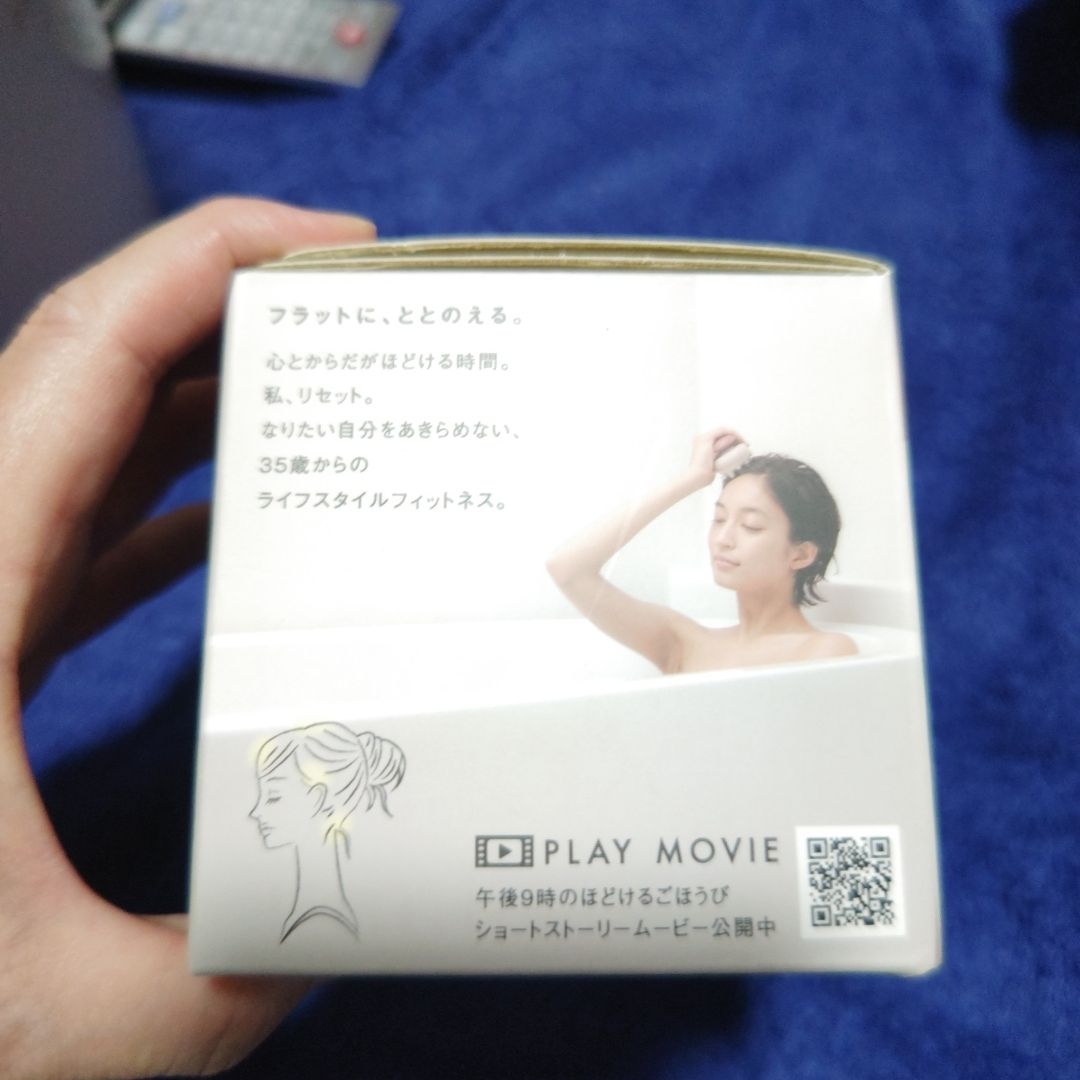 フラットに、ととのえる。
心とからだがほどける時間。
私、リセット。
なりたい自分をあきらめない、
35歳からの
ライフスタイルフィットネス。
PLAY MOVIE
午後9時のほどけるごほうび
ショートストーリームービー公開中